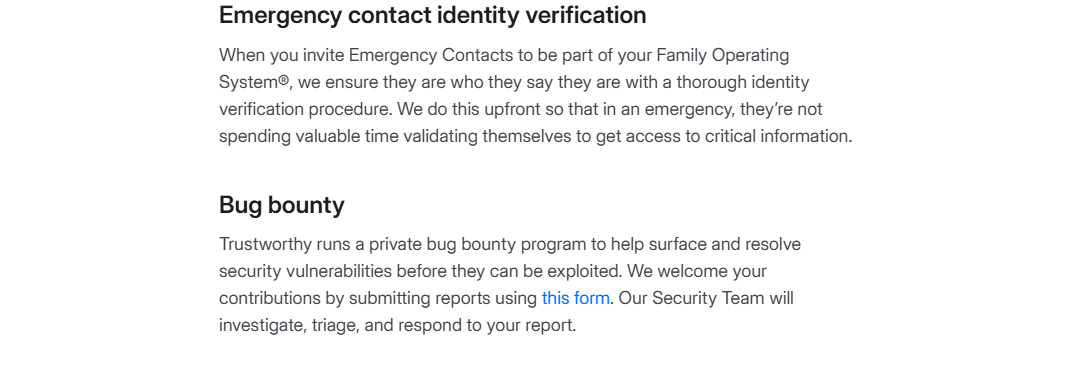 Emergency contact identity verification
When you invite Emergency Contacts to be part of your Family Operating
System®, we ensure they are who they say they are with a thorough identity
verification procedure. We do this upfront so that in an emergency, they’re not
spending valuable time validating themselves to get access to critical information.
Bug bounty
Trustworthy runs a private bug bounty program to help surface and resolve
security vulnerabilities before they can be exploited. We welcome your
contributions by submitting reports using this form. Our Security Team will
investigate, triage, and respond to your report.